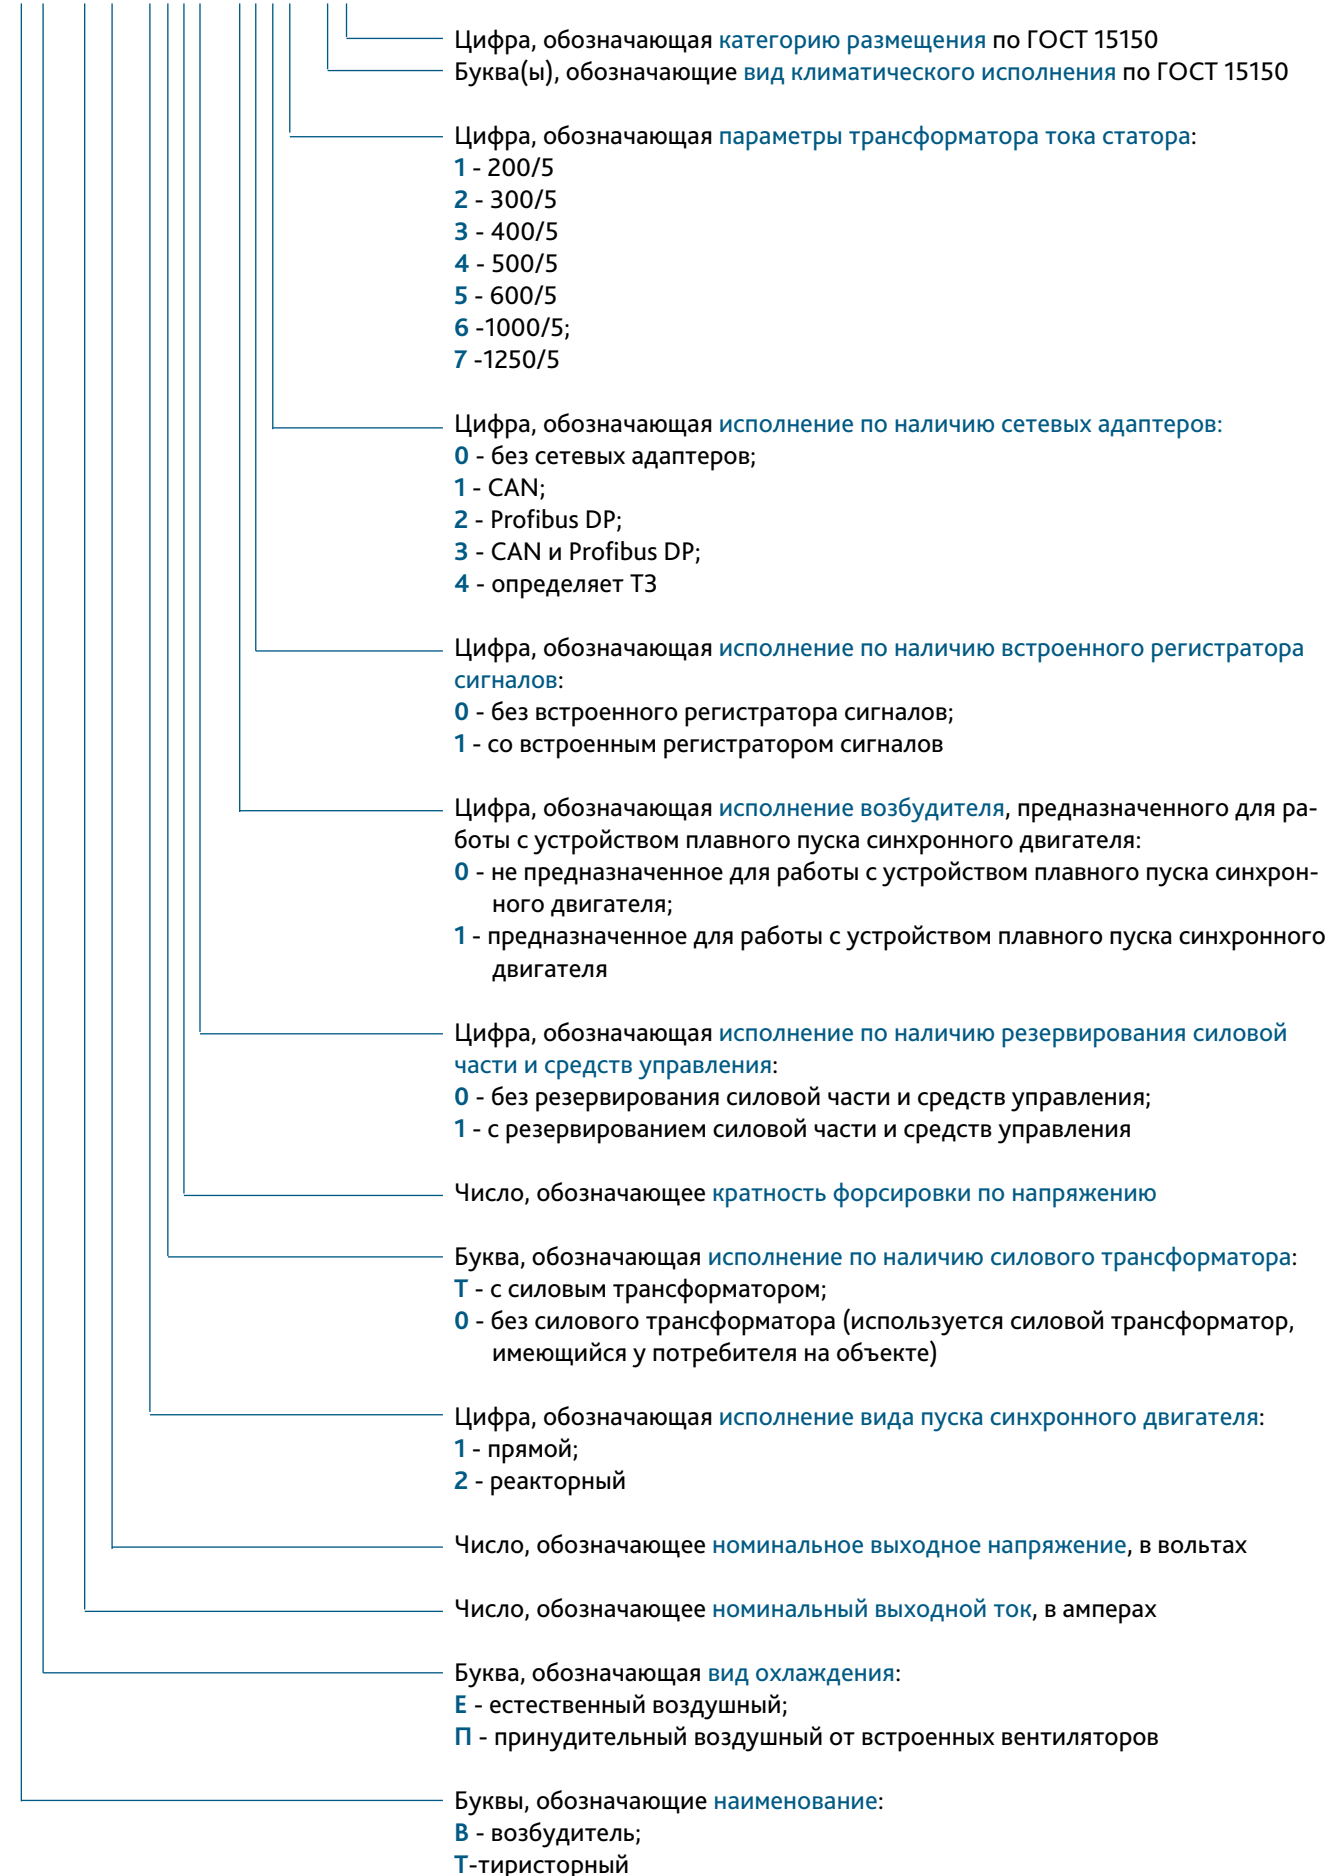 Цифра, обозначающая категорию размещения по ГОСТ 15150
Буква(ы), обозначающие вид климатического исполнения по ГОСТ 15150
Цифра, обозначающая параметры трансформатора тока статора:
1 - 200/5
2 - 300/5
3 - 400/5
4 - 500/5
5 - 600/5
6 -1000/5;
7 -1250/5
Цифра, обозначающая исполнение по наличию сетевых адаптеров:
0 - без сетевых адаптеров;
1 - CAN;
2 - Profibus DP;
3 - CAN и Profibus DP;
4 - определяет ТЗ
Цифра, обозначающая исполнение по наличию встроенного регистратора
сигналов:
0 - без встроенного регистратора сигналов;
1 - со встроенным регистратором сигналов
Цифра, обозначающая исполнение возбудителя, предназначенного для ра-
боты с устройством плавного пуска синхронного двигателя:
0 - не предназначенное для работы с устройством плавного пуска синхрон-
ного двигателя;
1 - предназначенное для работы с устройством плавного пуска синхронного
двигателя
Цифра, обозначающая исполнение по наличию резервирования силовой
части и средств управления:
0 - без резервирования силовой части и средств управления;
1 - с резервированием силовой части и средств управления
Число, обозначающее кратность форсировки по напряжению
Буква, обозначающая исполнение по наличию силового трансформатора:
Т - с силовым трансформатором;
0 - без силового трансформатора (используется силовой трансформатор,
имеющийся у потребителя на объекте)
Цифра, обозначающая исполнение вида пуска синхронного двигателя:
1 - прямой;
2 - реакторный
Число, обозначающее номинальное выходное напряжение, в вольтах
Число, обозначающее номинальный выходной ток, в амперах
Буква, обозначающая вид охлаждения:
Е - естественный воздушный;
П - принудительный воздушный от встроенных вентиляторов
Буквы, обозначающие наименование:
В - возбудитель;
Т-тиристорный